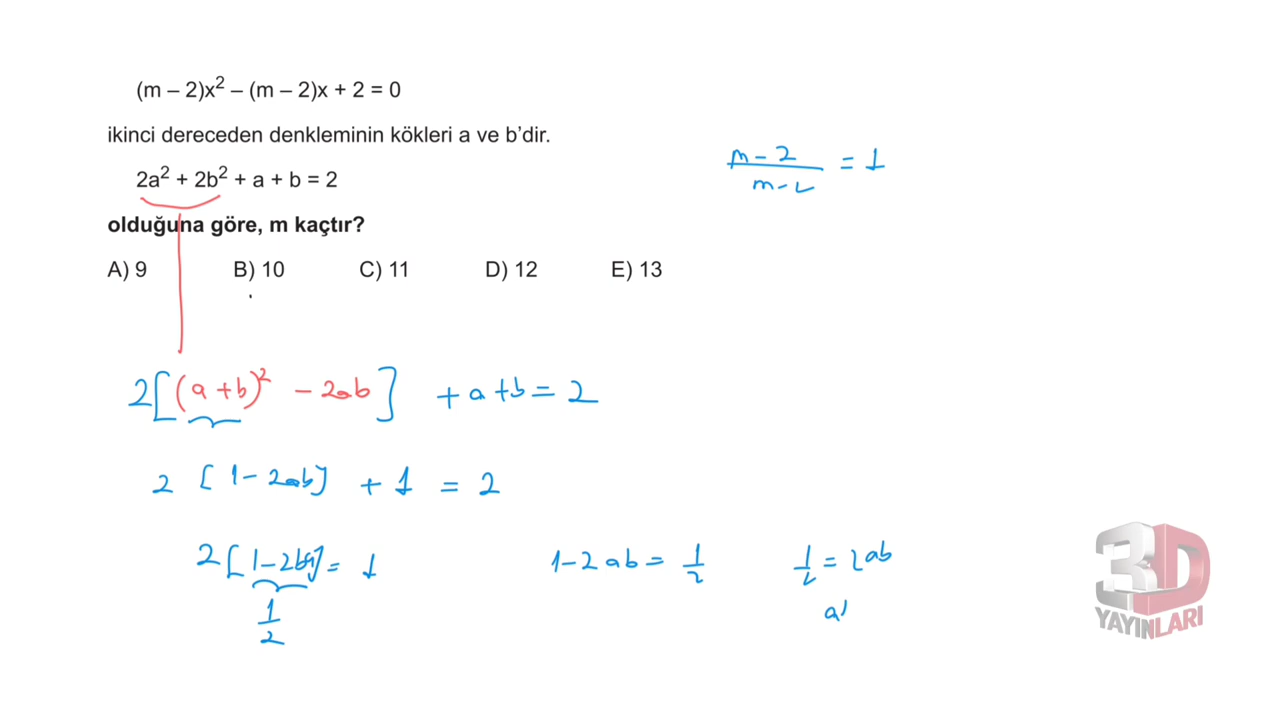 (m – 2)x² – (m – 2)x + 2 = 0
ikinci dereceden denkleminin kökleri a ve b'dir.
2a² + 2b² + a + b = 2
olduğuna göre, m kaçtır?
A) 9 B) 10 C) 11 D) 12 E) 13
m – 2 / m – 2 = 1
2[(a + b)² – 2ab] + a + b = 2
2 [1 – 2ab] + 1 = 2
2 [1 – 2ba] = 1
1/2
1 – 2ab = 1/2
1/2 = 2ab
a
3D
YAYINLARI